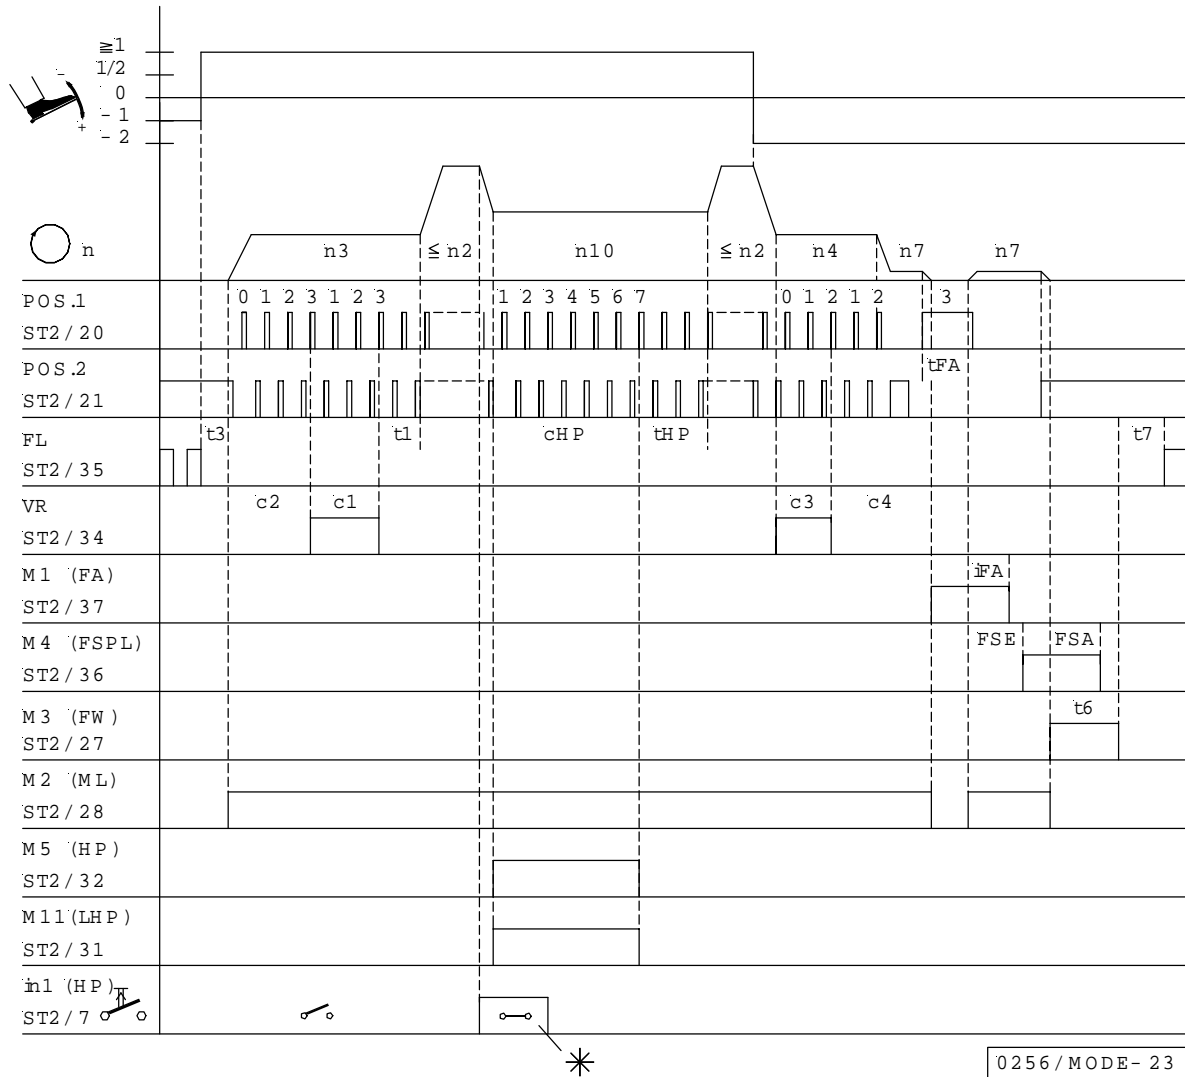 ≧1
1/2
0
-1
-2
-
+
n
n3
≦ n2
n10
≦ n2
n4
n7
n7
POS.1
0 1 2 3 1 2 3
1 2 3 4 5 6 7
0 1 2 1 2
3
ST2/20
POS.2
tFA
ST2/21
FL
t3
t1
cHP
tHP
t7
ST2/35
VR
c2
c1
c3
c4
ST2/34
M1 (FA)
iFA
ST2/37
M4 (FSPL)
FSE
FSA
ST2/36
M3 (FW)
t6
ST2/27
M2 (ML)
ST2/28
M5 (HP)
ST2/32
M11(LHP)
ST2/31
in1 (HP)
ST2/7
0256/MODE-23